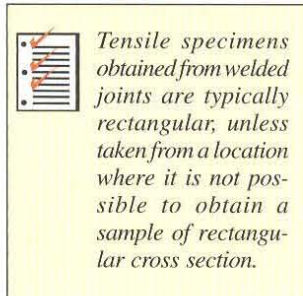 Tensile specimens
obtained from welded
joints are typically
rectangular, unless
taken from a location
where it is not pos-
sible to obtain a
sample of rectangu-
lar cross section.